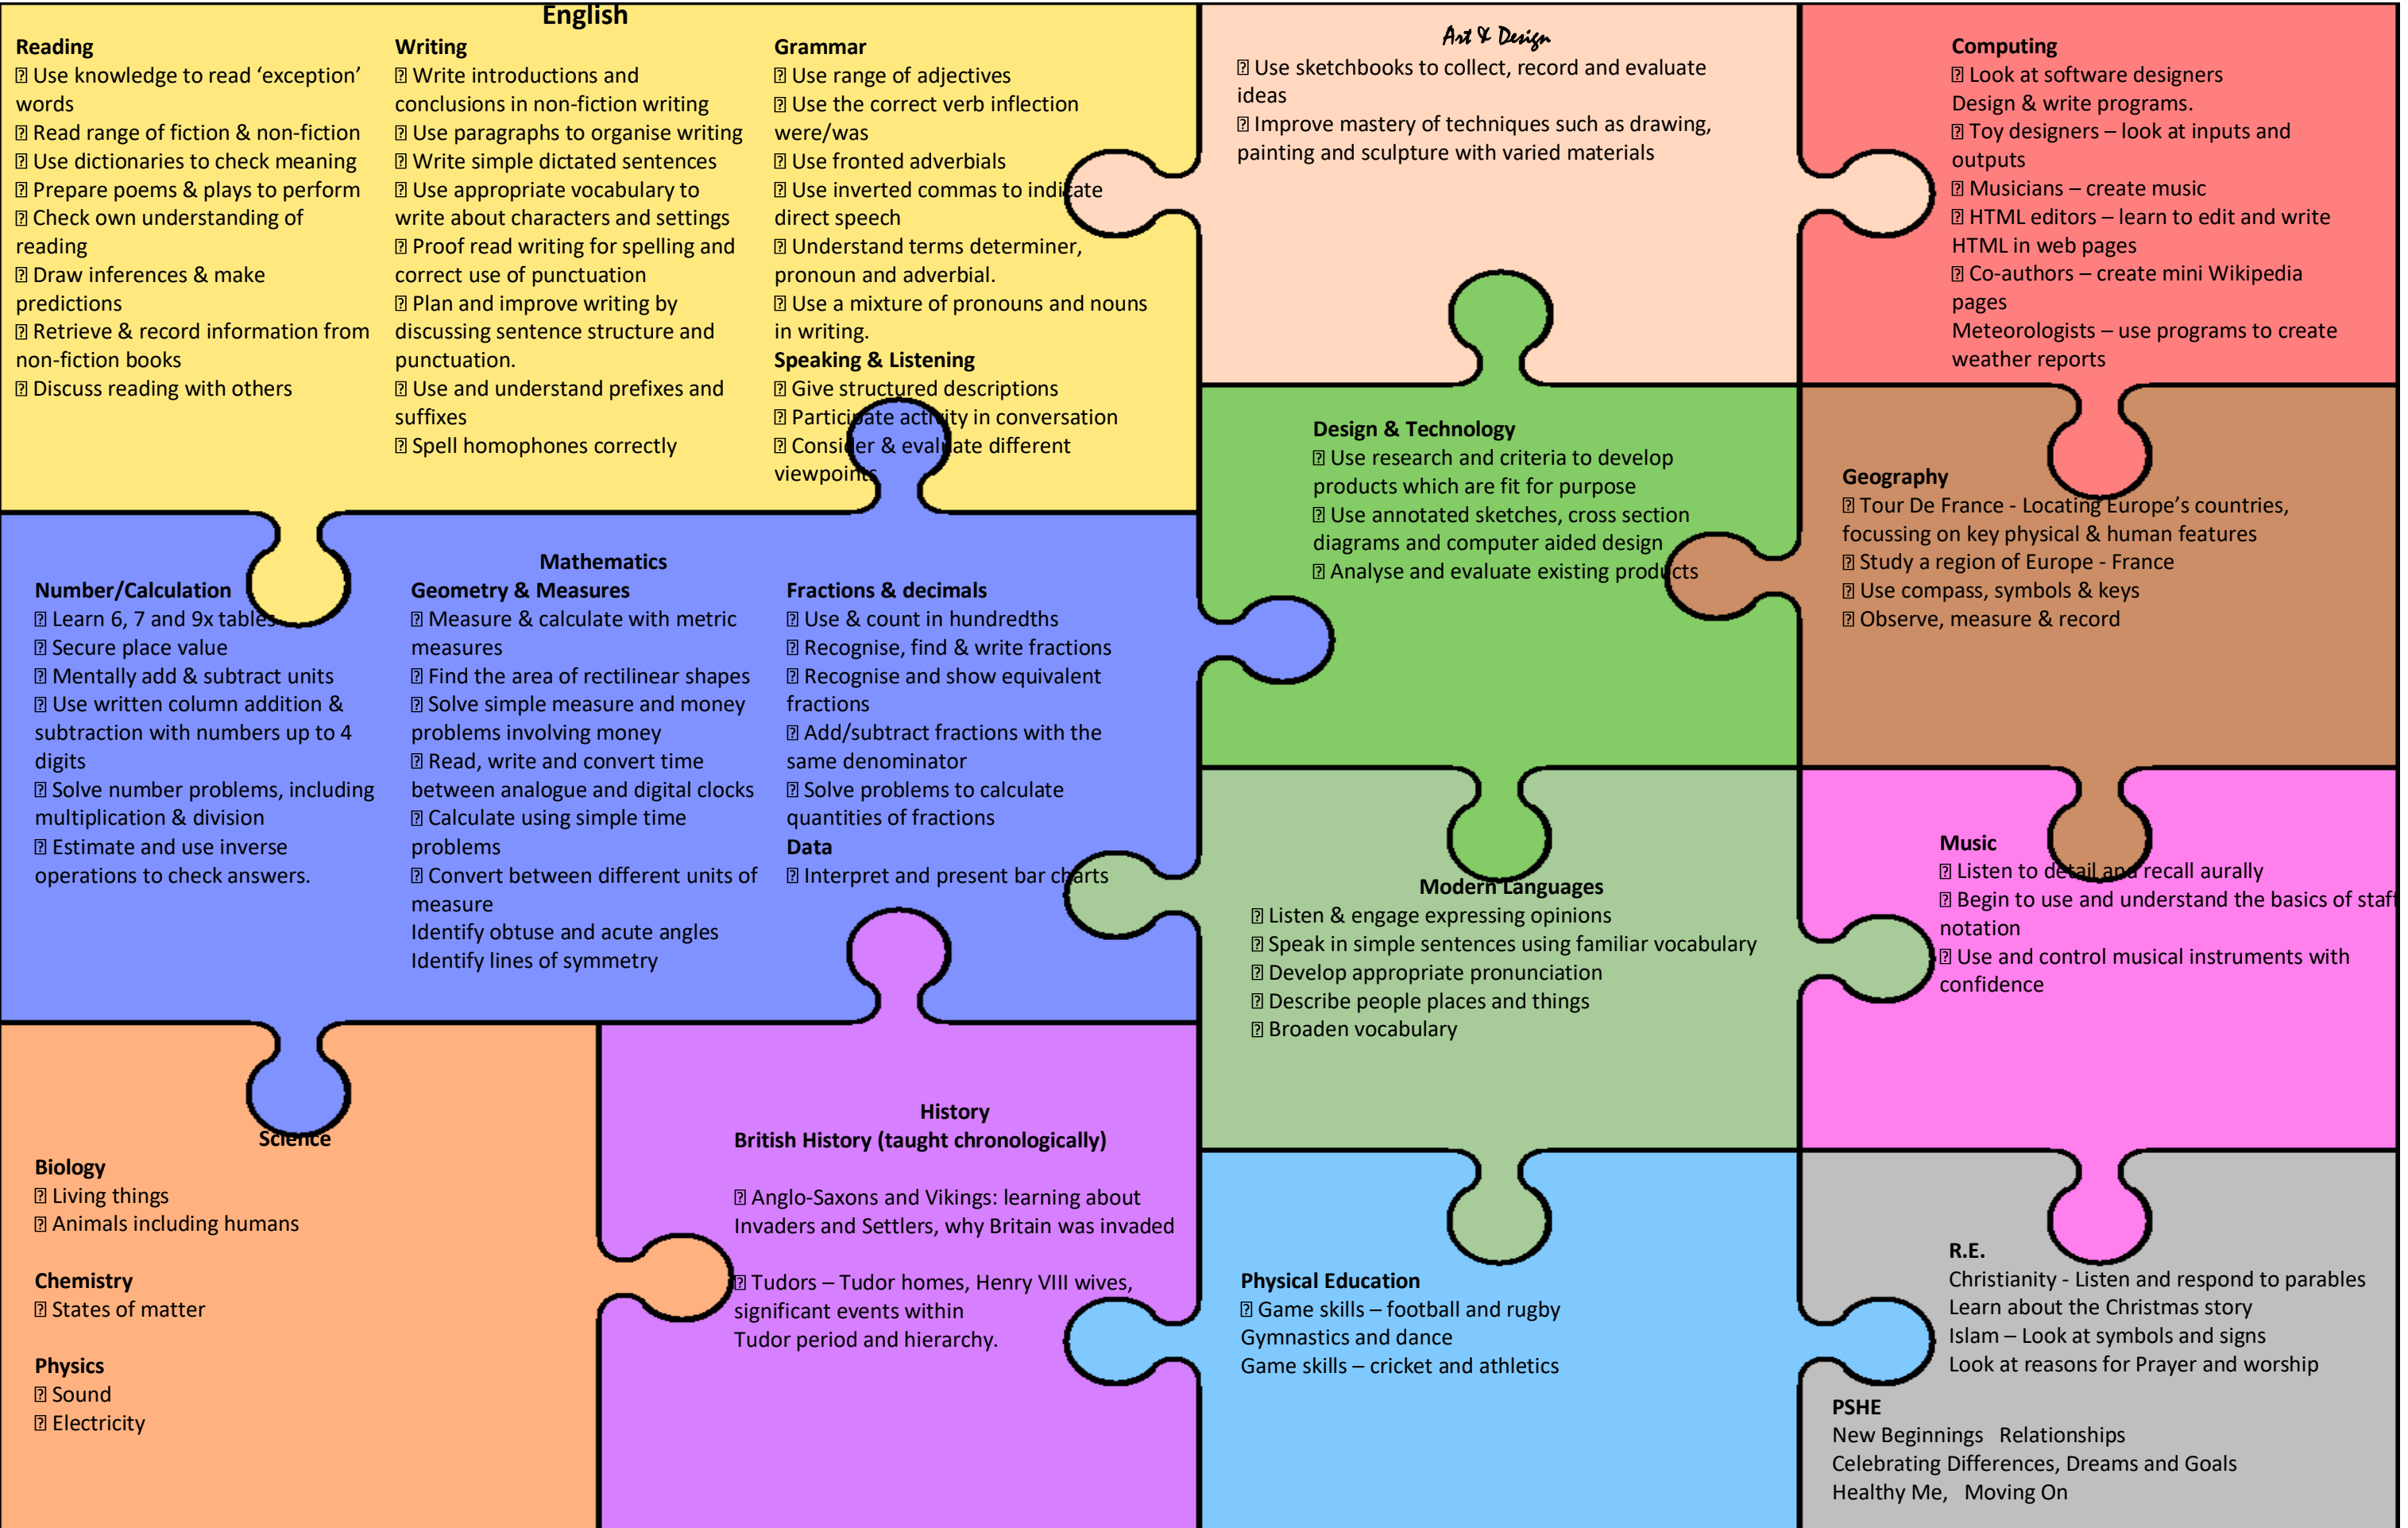 English
Reading
⍰ Use knowledge to read ‘exception’
words
⍰ Read range of fiction & non-fiction
⍰ Use dictionaries to check meaning
⍰ Prepare poems & plays to perform
⍰ Check own understanding of
reading
⍰ Draw inferences & make
predictions
⍰ Retrieve & record information from
non-fiction books
⍰ Discuss reading with others
Writing
⍰ Write introductions and
conclusions in non-fiction writing
⍰ Use paragraphs to organise writing
⍰ Write simple dictated sentences
⍰ Use appropriate vocabulary to
write about characters and settings
⍰ Proof read writing for spelling and
correct use of punctuation
⍰ Plan and improve writing by
discussing sentence structure and
punctuation.
⍰ Use and understand prefixes and
suffixes
⍰ Spell homophones correctly
Grammar
⍰ Use range of adjectives
⍰ Use the correct verb inflection
were/was
⍰ Use fronted adverbials
⍰ Use inverted commas to indicate
direct speech
⍰ Understand terms determiner,
pronoun and adverbial.
⍰ Use a mixture of pronouns and nouns
in writing.
Speaking & Listening
⍰ Give structured descriptions
⍰ Participate activity in conversation
⍰ Consider & evaluate different
viewpoints
Art & Design
⍰ Use sketchbooks to collect, record and evaluate
ideas
⍰ Improve mastery of techniques such as drawing,
painting and sculpture with varied materials
Computing
⍰ Look at software designers
Design & write programs.
⍰ Toy designers – look at inputs and
outputs
⍰ Musicians – create music
⍰ HTML editors – learn to edit and write
HTML in web pages
⍰ Co-authors – create mini Wikipedia
pages
Meteorologists – use programs to create
weather reports
Mathematics
Number/Calculation
⍰ Learn 6, 7 and 9x tables
⍰ Secure place value
⍰ Mentally add & subtract units
⍰ Use written column addition &
subtraction with numbers up to 4
digits
⍰ Solve number problems, including
multiplication & division
⍰ Estimate and use inverse
operations to check answers.
Geometry & Measures
⍰ Measure & calculate with metric
measures
⍰ Find the area of rectilinear shapes
⍰ Solve simple measure and money
problems involving money
⍰ Read, write and convert time
between analogue and digital clocks
⍰ Calculate using simple time
problems
⍰ Convert between different units of
measure
Identify obtuse and acute angles
Identify lines of symmetry
Fractions & decimals
⍰ Use & count in hundredths
⍰ Recognise, find & write fractions
⍰ Recognise and show equivalent
fractions
⍰ Add/subtract fractions with the
same denominator
⍰ Solve problems to calculate
quantities of fractions
Data
⍰ Interpret and present bar charts
Design & Technology
⍰ Use research and criteria to develop
products which are fit for purpose
⍰ Use annotated sketches, cross section
diagrams and computer aided design
⍰ Analyse and evaluate existing products
Geography
⍰ Tour De France - Locating Europe’s countries,
focussing on key physical & human features
⍰ Study a region of Europe - France
⍰ Use compass, symbols & keys
⍰ Observe, measure & record
Modern Languages
⍰ Listen & engage expressing opinions
⍰ Speak in simple sentences using familiar vocabulary
⍰ Develop appropriate pronunciation
⍰ Describe people places and things
⍰ Broaden vocabulary
Music
⍰ Listen to detail and recall aurally
⍰ Begin to use and understand the basics of staff
notation
⍰ Use and control musical instruments with
confidence
Science
Biology
⍰ Living things
⍰ Animals including humans
Chemistry
⍰ States of matter
Physics
⍰ Sound
⍰ Electricity
History
British History (taught chronologically)
⍰ Anglo-Saxons and Vikings: learning about
Invaders and Settlers, why Britain was invaded
⍰ Tudors – Tudor homes, Henry VIII wives,
significant events within
Tudor period and hierarchy.
Physical Education
⍰ Game skills – football and rugby
Gymnastics and dance
Game skills – cricket and athletics
R.E.
Christianity - Listen and respond to parables
Learn about the Christmas story
Islam – Look at symbols and signs
Look at reasons for Prayer and worship
PSHE
New Beginnings Relationships
Celebrating Differences, Dreams and Goals
Healthy Me, Moving On